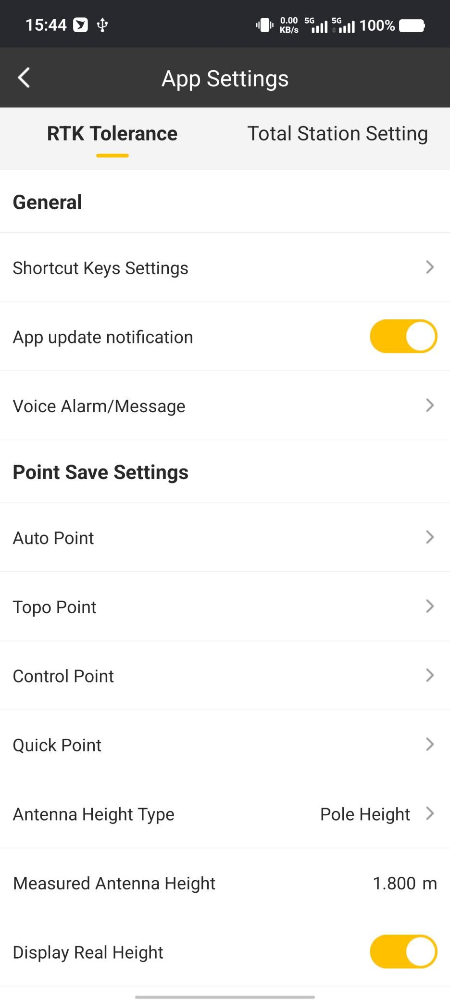 15:44
0.00 KB/s 5G 5G 100%
App Settings
RTK Tolerance Total Station Setting
General
Shortcut Keys Settings
App update notification
Voice Alarm/Message
Point Save Settings
Auto Point
Topo Point
Control Point
Quick Point
Antenna Height Type Pole Height
Measured Antenna Height 1.800 m
Display Real Height